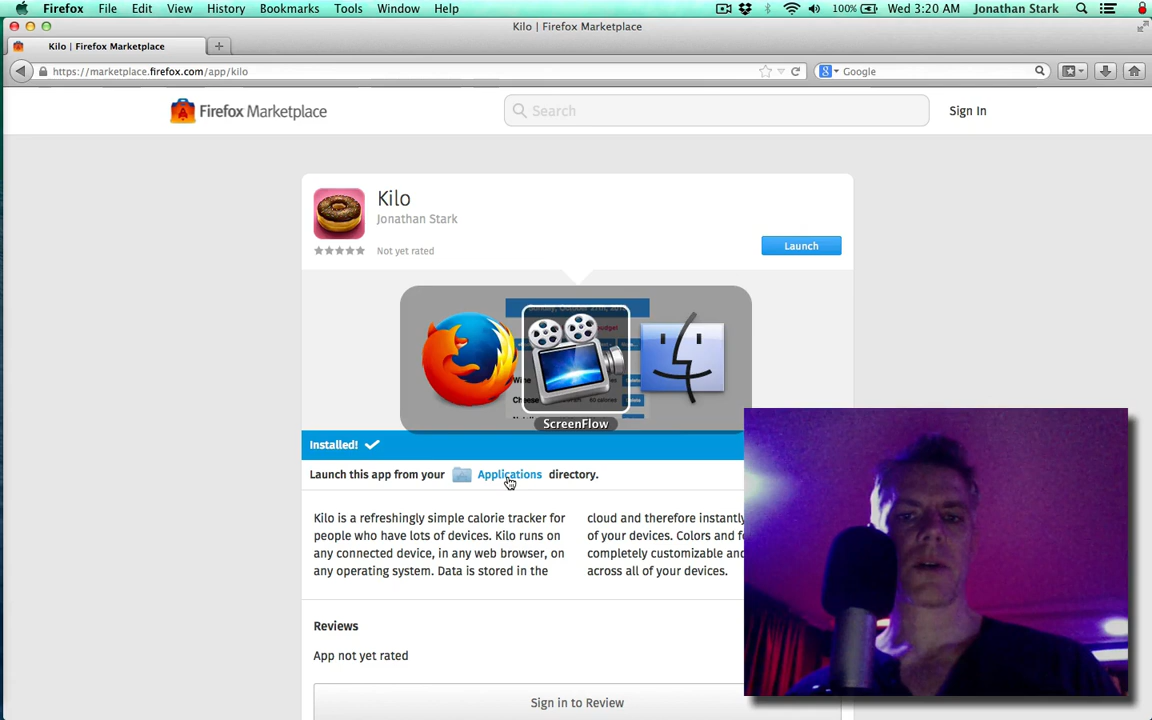 Firefox File Edit View History Bookmarks Tools Window Help 100% Wed 3:20 AM Jonathan Stark
Kilo | Firefox Marketplace
Kilo | Firefox Marketplace
https://marketplace.firefox.com/app/kilo
Google
Firefox Marketplace
Search
Sign In
Kilo
Jonathan Stark
Not yet rated
Launch
Wine
Cheese
ScreenFlow
Installed!
Launch this app from your Applications directory.
Kilo is a refreshingly simple calorie tracker for
people who have lots of devices. Kilo runs on
any connected device, in any web browser, on
any operating system. Data is stored in the
cloud and therefore instantly
of your devices. Colors and
completely customizable and
across all of your devices.
Reviews
App not yet rated
Sign in to Review